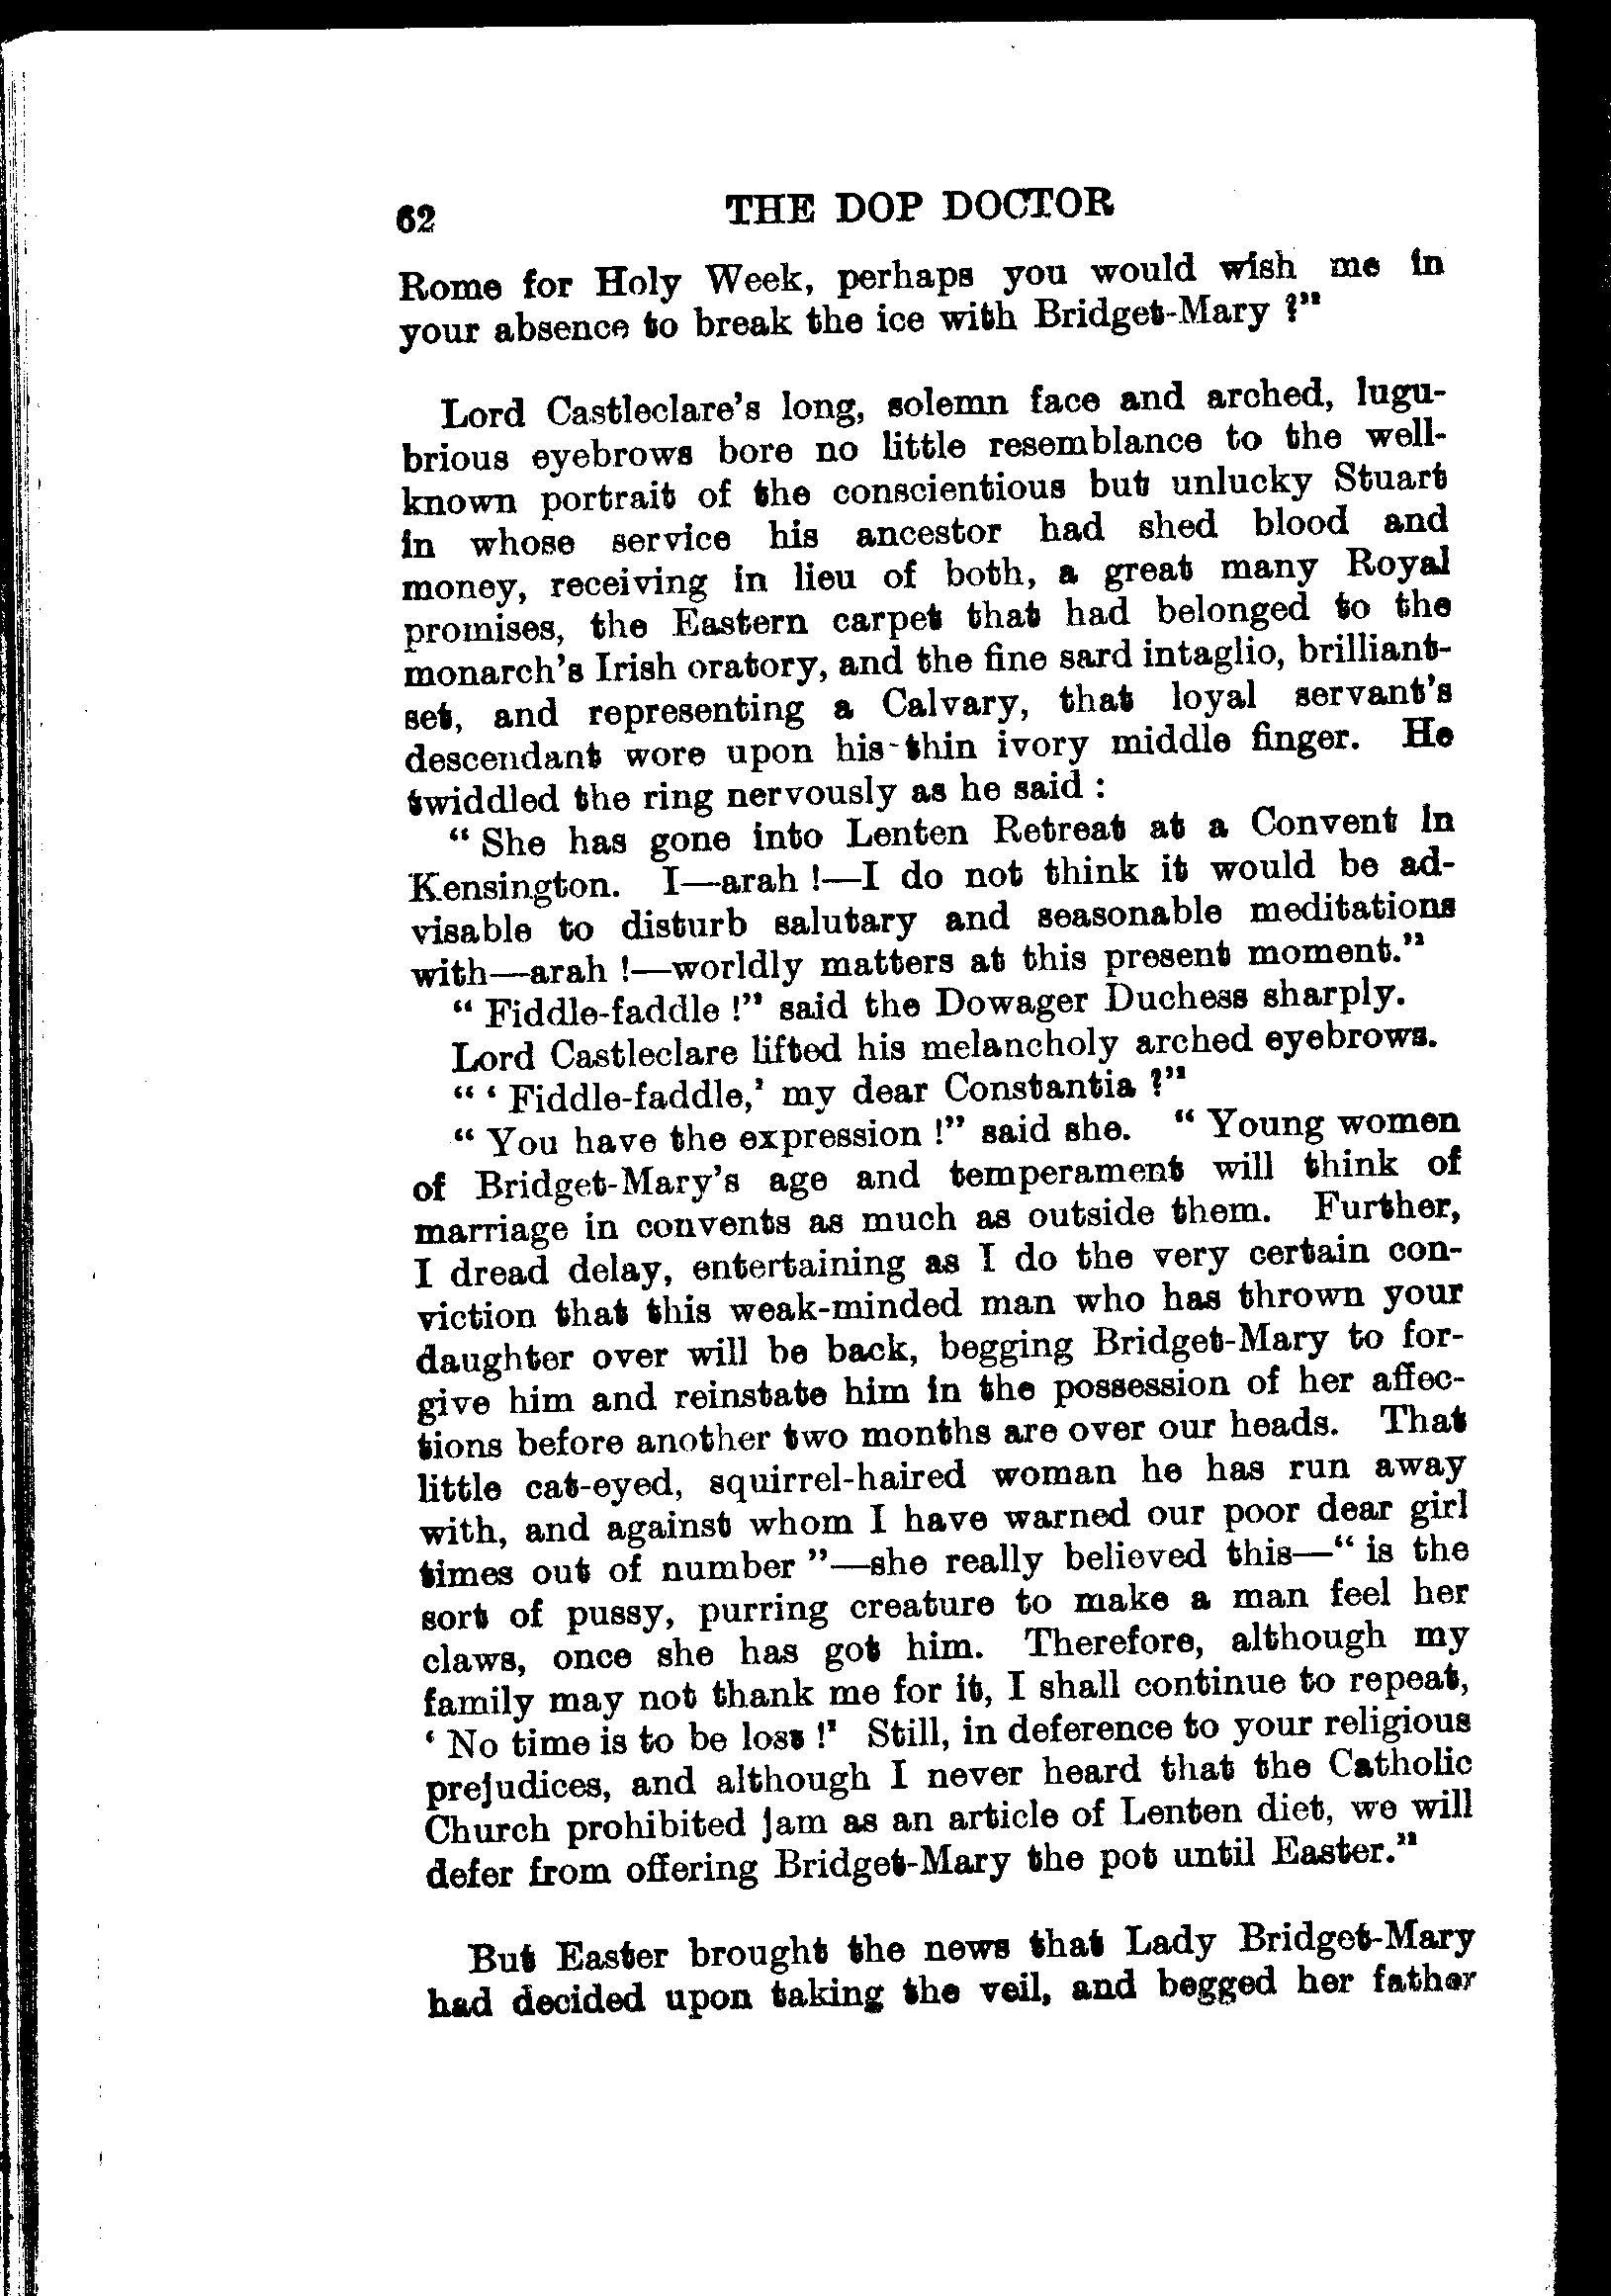 62 THE DOP DOCTOR
Rome for Holy Week, perhaps you would wish me in
your absence to break the ice with Bridget-Mary ?"
Lord Castleclare's long, solemn face and arched, lugu-
brious eyebrows bore no little resemblance to the well-
known portrait of the conscientious but unlucky Stuart
in whose service his ancestor had shed blood and
money, receiving in lieu of both, a great many Royal
promises, the Eastern carpet that had belonged to the
monarch's Irish oratory, and the fine sard intaglio, brilliant-
set, and representing a Calvary, that loyal servant's
descendant wore upon his thin ivory middle finger. He
twiddled the ring nervously as he said :
" She has gone into Lenten Retreat at a Convent in
Kensington. I—arah !—I do not think it would be ad-
visable to disturb salutary and seasonable meditations
with—arah !—worldly matters at this present moment."
" Fiddle-faddle !" said the Dowager Duchess sharply.
Lord Castleclare lifted his melancholy arched eyebrows.
" ' Fiddle-faddle,' my dear Constantia ?"
" You have the expression !" said she. " Young women
of Bridget-Mary's age and temperament will think of
marriage in convents as much as outside them. Further,
I dread delay, entertaining as I do the very certain con-
viction that this weak-minded man who has thrown your
daughter over will be back, begging Bridget-Mary to for-
give him and reinstate him in the possession of her affec-
tions before another two months are over our heads. That
little cat-eyed, squirrel-haired woman he has run away
with, and against whom I have warned our poor dear girl
times out of number "—she really believed this—" is the
sort of pussy, purring creature to make a man feel her
claws, once she has got him. Therefore, although my
family may not thank me for it, I shall continue to repeat,
' No time is to be lost !' Still, in deference to your religious
prejudices, and although I never heard that the Catholic
Church prohibited jam as an article of Lenten diet, we will
defer from offering Bridget-Mary the pot until Easter."
But Easter brought the news that Lady Bridget-Mary
had decided upon taking the veil, and begged her father